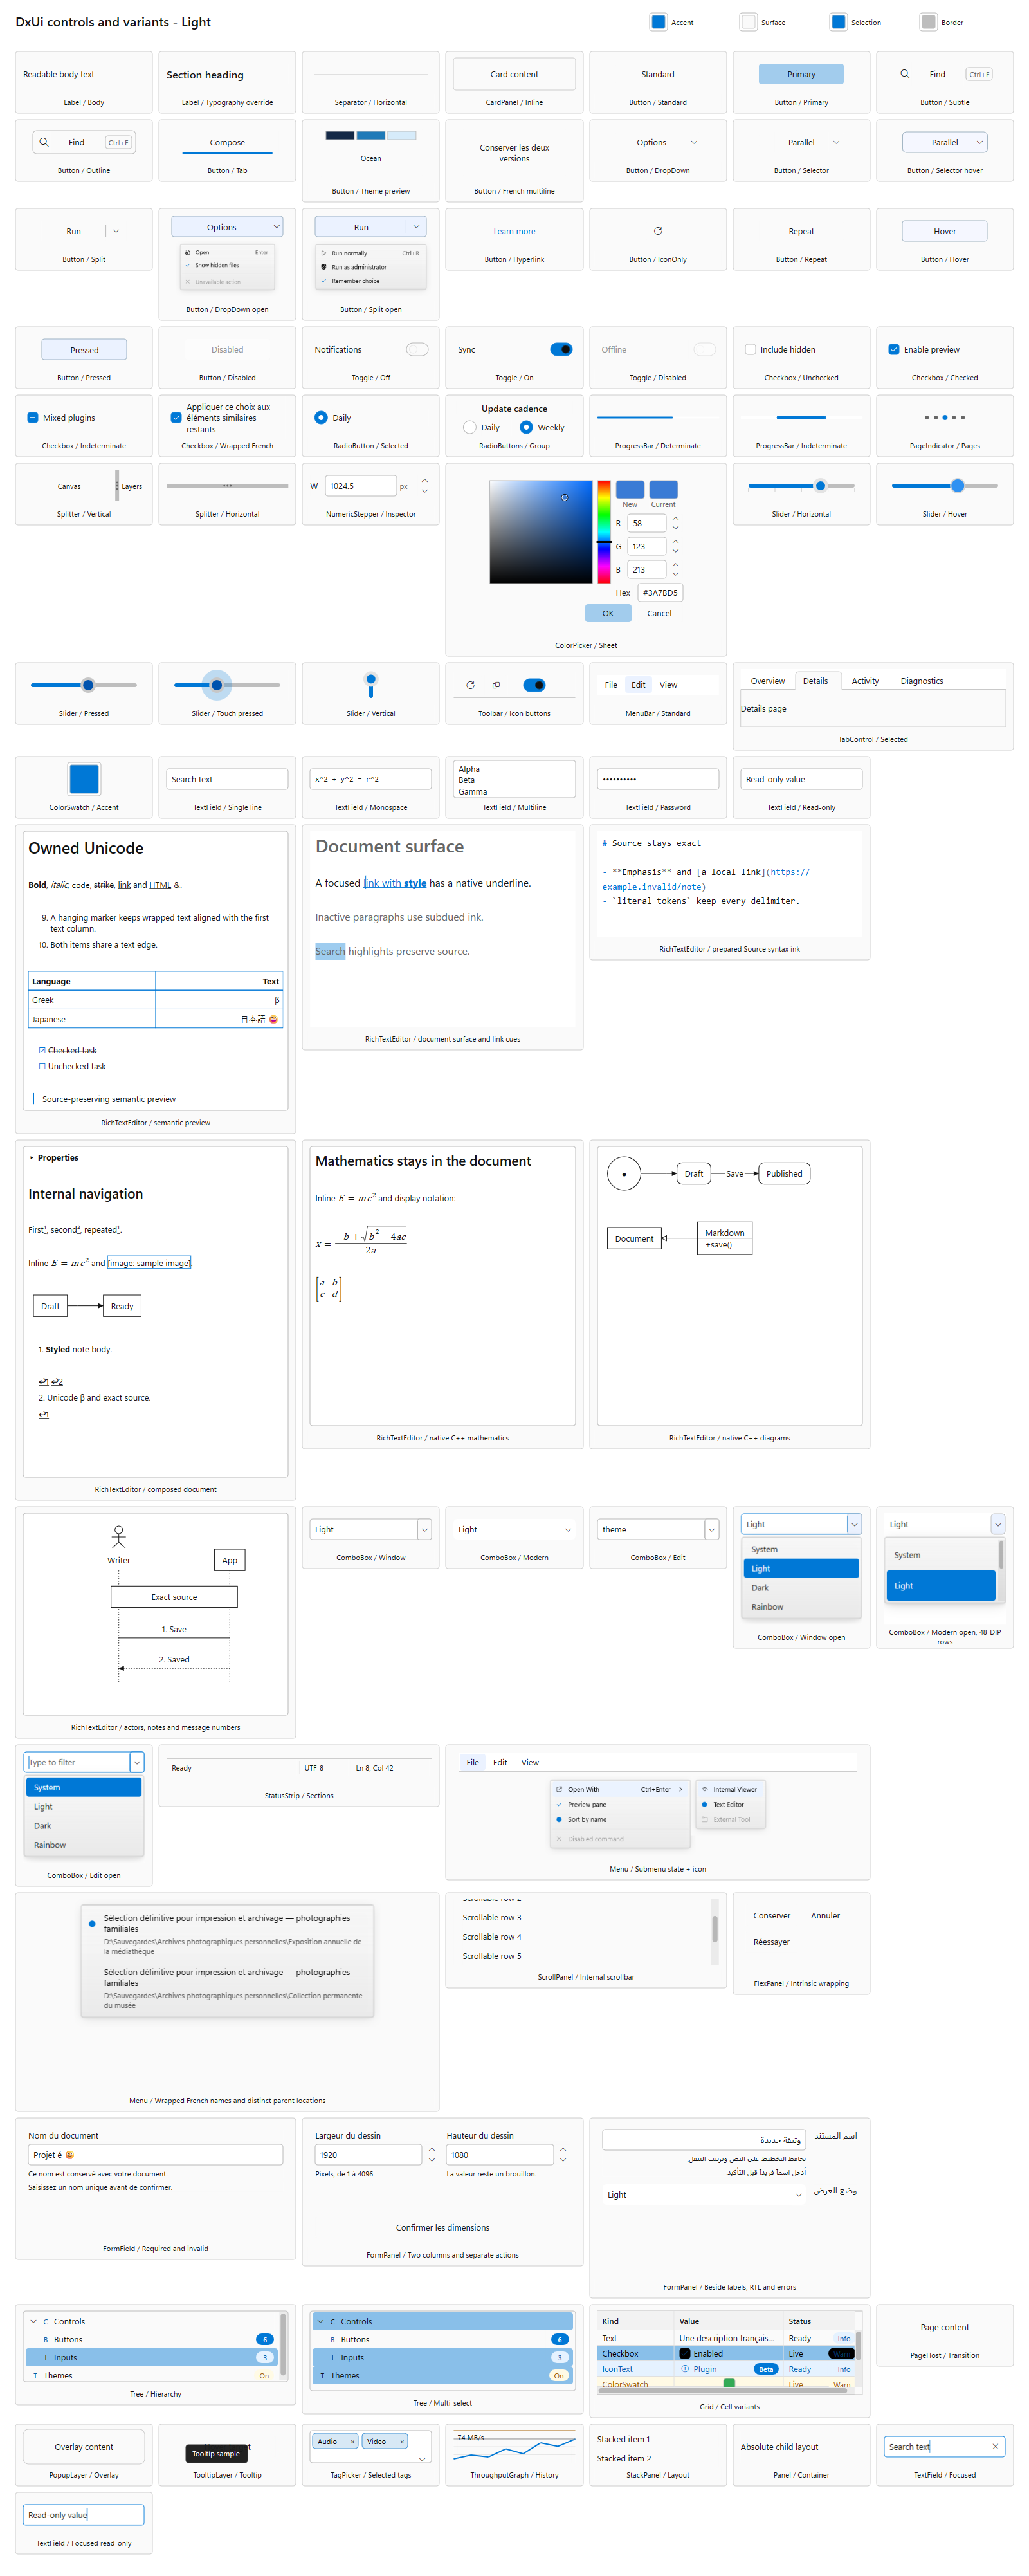 DxUi controls and variants - Light
Accent
Surface
Selection
Border
Readable body text
Label / Body
Section heading
Label / Typography override
Separator / Horizontal
Card content
CardPanel / Inline
Standard
Button / Standard
Primary
Button / Primary
Find Ctrl+F
Button / Subtle
Find Ctrl+F
Button / Outline
Compose
Button / Tab
Ocean
Button / Theme preview
Conserver les deux
versions
Button / French multiline
Options
Button / DropDown
Parallel
Button / Selector
Parallel
Button / Selector hover
Run
Button / Split
Options
Open Enter
Show hidden files
Unavailable action
Button / DropDown open
Run
Run normally Ctrl+R
Run as administrator
Remember choice
Button / Split open
Learn more
Button / Hyperlink
Button / IconOnly
Repeat
Button / Repeat
Hover
Button / Hover
Pressed
Button / Pressed
Disabled
Button / Disabled
Notifications
Toggle / Off
Sync
Toggle / On
Offline
Toggle / Disabled
Include hidden
Checkbox / Unchecked
Enable preview
Checkbox / Checked
Mixed plugins
Checkbox / Indeterminate
Appliquer ce choix aux
éléments similaires
restants
Checkbox / Wrapped French
Daily
RadioButton / Selected
Update cadence
Daily Weekly
RadioButtons / Group
ProgressBar / Determinate
ProgressBar / Indeterminate
PageIndicator / Pages
Canvas Layers
Splitter / Vertical
Splitter / Horizontal
W 1024.5 px
NumericStepper / Inspector
New Current
R 58
G 123
B 213
Hex #3A7BD5
OK Cancel
ColorPicker / Sheet
Slider / Horizontal
Slider / Hover
Slider / Pressed
Slider / Touch pressed
Slider / Vertical
Toolbar / Icon buttons
File Edit View
MenuBar / Standard
Overview Details Activity Diagnostics
Details page
TabControl / Selected
ColorSwatch / Accent
Search text
TextField / Single line
x^2 + y^2 = r^2
TextField / Monospace
Alpha
Beta
Gamma
TextField / Multiline
••••••••••
TextField / Password
Read-only value
TextField / Read-only
Owned Unicode
Bold, italic, code, strike, link and HTML &.
9. A hanging marker keeps wrapped text aligned with the first
text column.
10. Both items share a text edge.
Language Text
Greek β
Japanese 日本語 😀
☑ Checked task
☐ Unchecked task
Source-preserving semantic preview
RichTextEditor / semantic preview
Document surface
A focused link with style has a native underline.
Inactive paragraphs use subdued ink.
Search highlights preserve source.
RichTextEditor / document surface and link cues
# Source stays exact
- **Emphasis** and [a local link](https://
example.invalid/note)
- `literal tokens` keep every delimiter.
RichTextEditor / prepared Source syntax ink
Properties
Internal navigation
First¹, second², repeated¹.
Inline E = mc² and [image: sample image].
Draft Ready
1. Styled note body.
↩1 ↩2
2. Unicode β and exact source.
↩1
RichTextEditor / composed document
Mathematics stays in the document
Inline E = mc² and display notation:
x = −b + √b² − 4ac
2a
a b
c d
RichTextEditor / native C++ mathematics
Draft Save Published
Document Markdown
+save()
RichTextEditor / native C++ diagrams
Writer App
Exact source
1. Save
2. Saved
RichTextEditor / actors, notes and message numbers
Light
ComboBox / Window
Light
ComboBox / Modern
theme
ComboBox / Edit
Light
System
Light
Dark
Rainbow
ComboBox / Window open
Light
System
Light
ComboBox / Modern open, 48-DIP
rows
Type to filter
System
Light
Dark
Rainbow
ComboBox / Edit open
Ready UTF-8 Ln 8, Col 42
StatusStrip / Sections
File Edit View
Open With Ctrl+Enter
Preview pane
Sort by name
Disabled command
Internal Viewer
Text Editor
External Tool
Menu / Submenu state + icon
Sélection définitive pour impression et archivage — photographies
familiales
D:\Sauvegardes\Archives photographiques personnelles\Exposition annuelle de
la médiathèque
Sélection définitive pour impression et archivage — photographies
familiales
D:\Sauvegardes\Archives photographiques personnelles\Collection permanente
du musée
Menu / Wrapped French names and distinct parent locations
Scrollable row 2
Scrollable row 3
Scrollable row 4
Scrollable row 5
ScrollPanel / Internal scrollbar
Conserver Annuler
Réessayer
FlexPanel / Intrinsic wrapping
Nom du document
Projet é 😀
Ce nom est conservé avec votre document.
Saisissez un nom unique avant de confirmer.
FormField / Required and invalid
Largeur du dessin Hauteur du dessin
1920 1080
Pixels, de 1 à 4096. La valeur reste un brouillon.
Confirmer les dimensions
FormPanel / Two columns and separate actions
اسم المستند
وثيقة جديدة
يحافظ التخطيط على النص وترتيب التنقل.
أدخل اسماً فريداً قبل التأكيد.
وضع العرض
Light
FormPanel / Beside labels, RTL and errors
C Controls
B Buttons 6
I Inputs 3
T Themes On
Tree / Hierarchy
C Controls
B Buttons 6
I Inputs 3
T Themes On
Tree / Multi-select
Kind Value Status
Text Une description français... Ready Info
Checkbox Enabled Live
IconText Plugin Beta Ready Info
ColorSwatch Live Warn
Grid / Cell variants
Page content
PageHost / Transition
Overlay content
PopupLayer / Overlay
Tooltip sample
TooltipLayer / Tooltip
Audio × Video ×
TagPicker / Selected tags
74 MB/s
ThroughputGraph / History
Stacked item 1
Stacked item 2
StackPanel / Layout
Absolute child layout
Panel / Container
Search text
TextField / Focused
Read-only value
TextField / Focused read-only